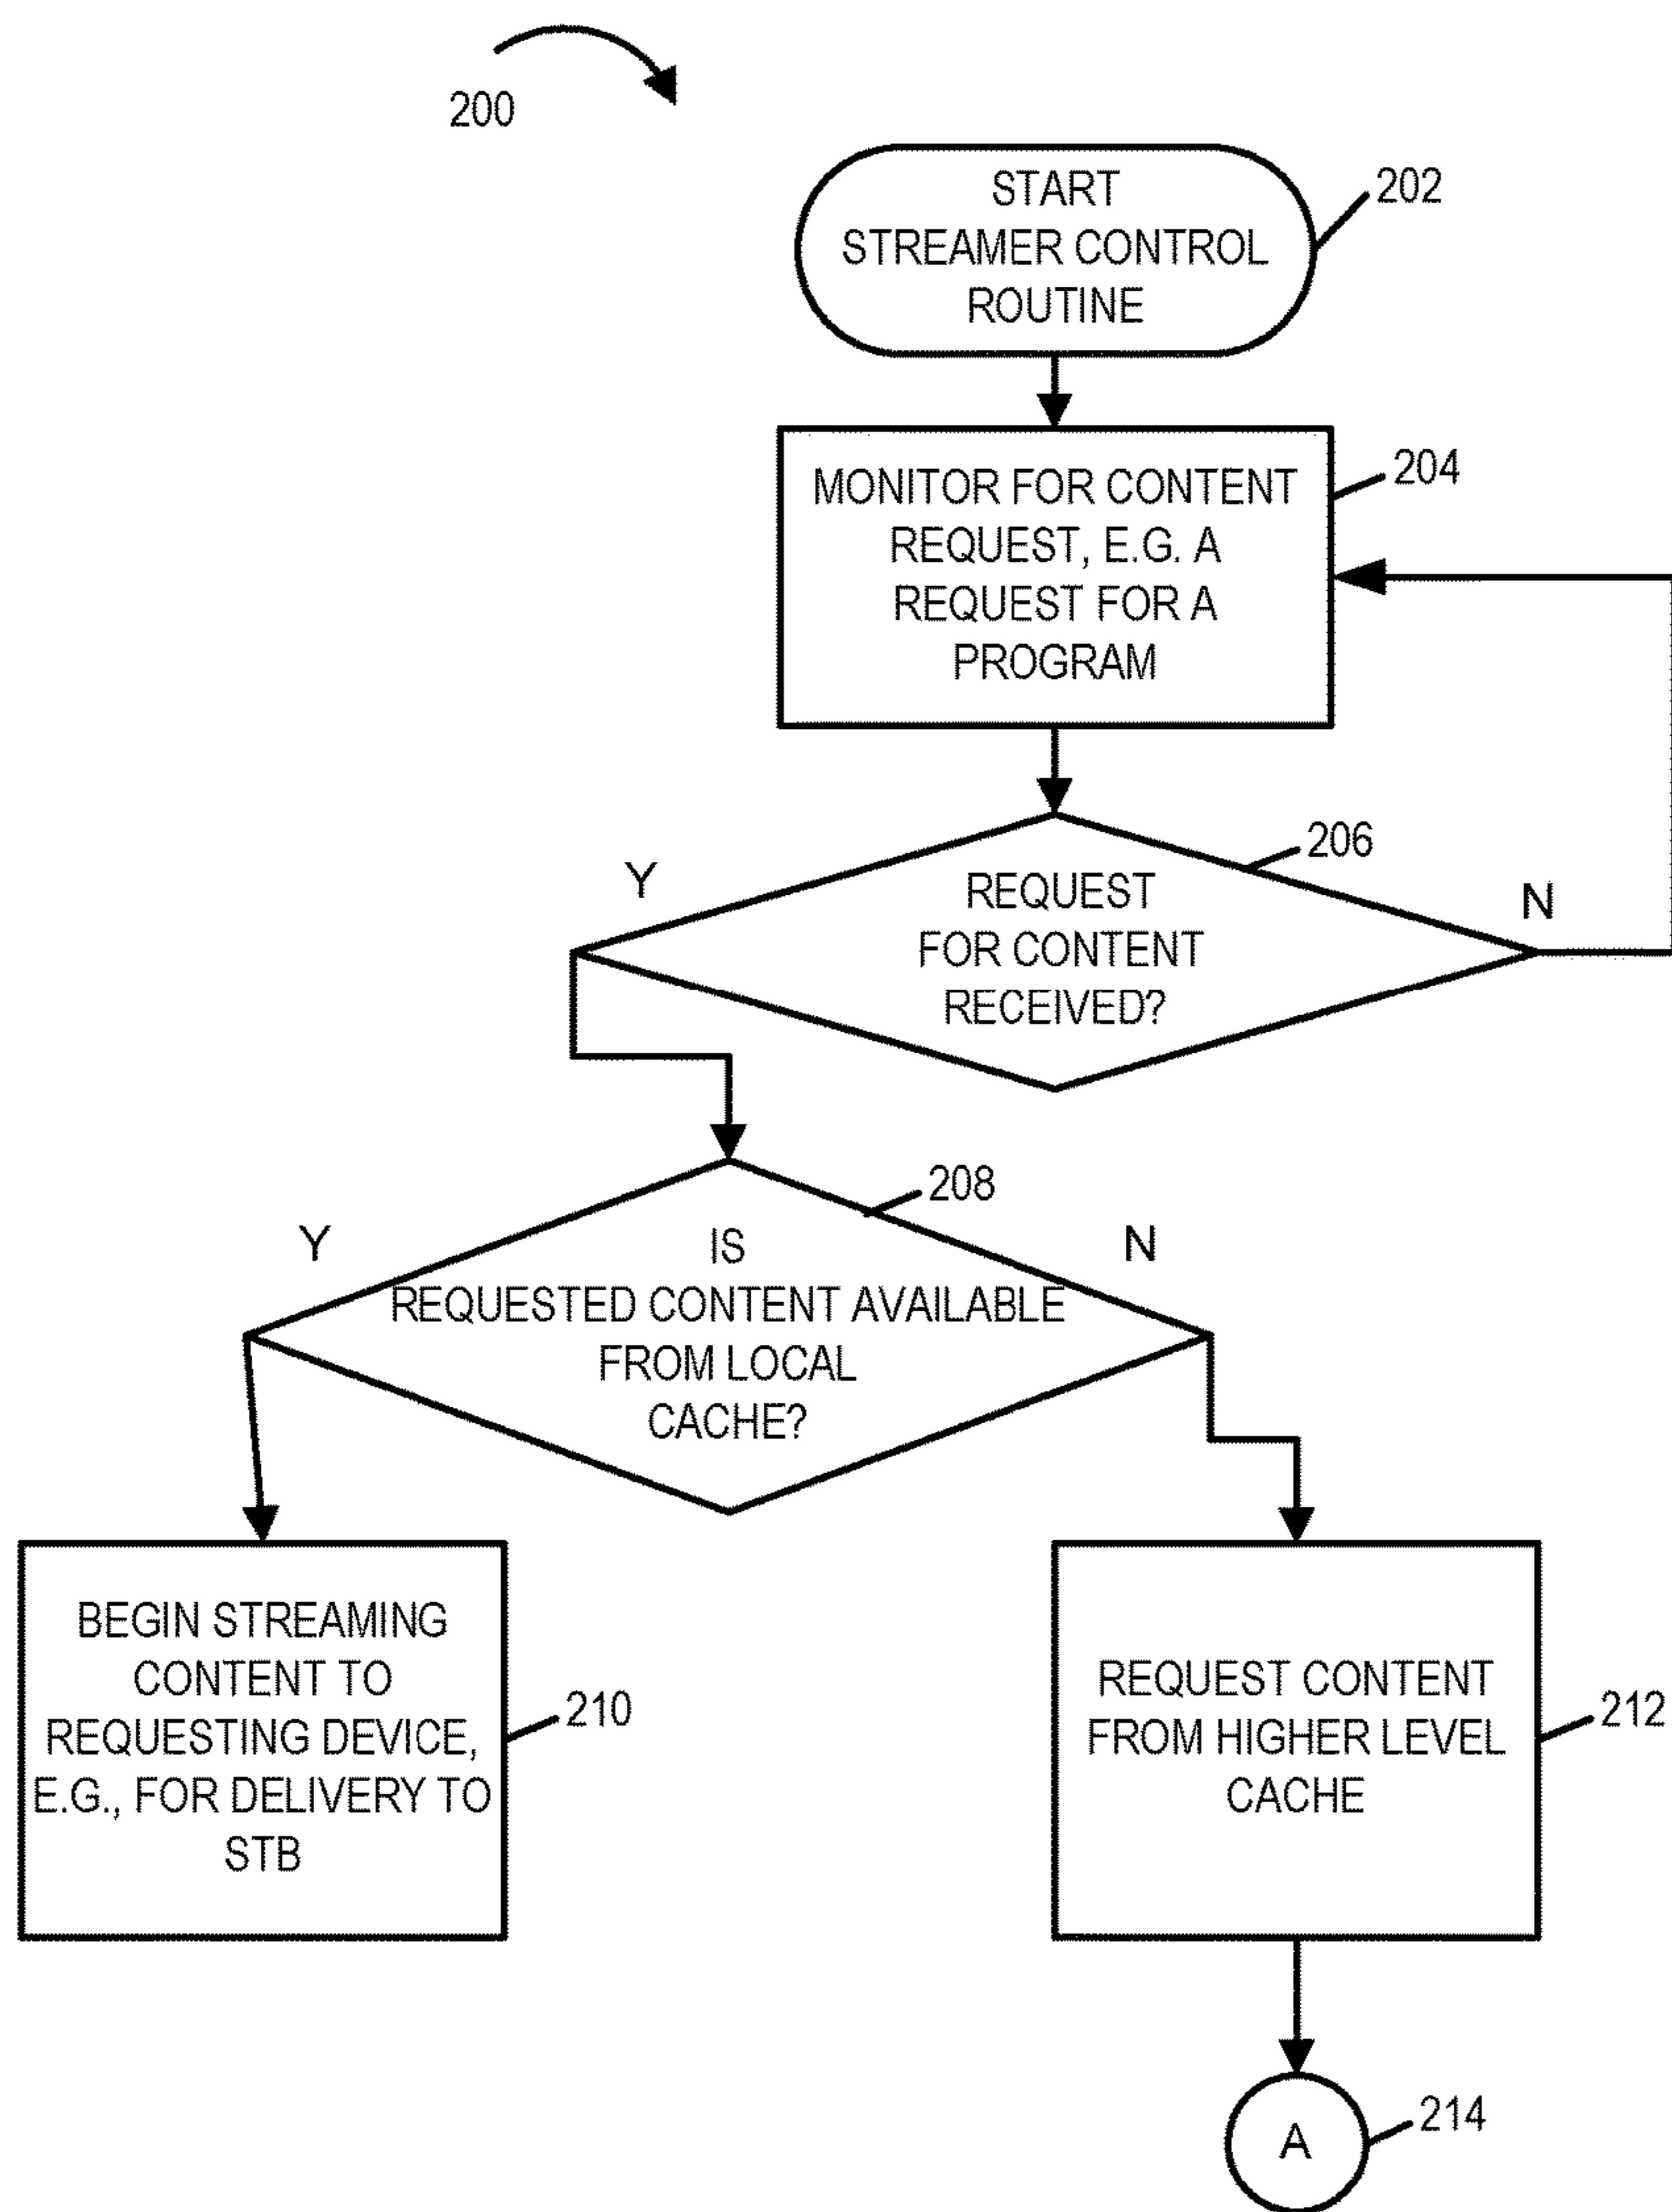 200
START
STREAMER CONTROL
ROUTINE
202
MONITOR FOR CONTENT
REQUEST, E.G. A
REQUEST FOR A
PROGRAM
204
Y
REQUEST
FOR CONTENT
RECEIVED?
206
N
Y
IS
REQUESTED CONTENT AVAILABLE
FROM LOCAL
CACHE?
208
N
BEGIN STREAMING
CONTENT TO
REQUESTING DEVICE,
E.G., FOR DELIVERY TO
STB
210
REQUEST CONTENT
FROM HIGHER LEVEL
CACHE
212
A
214